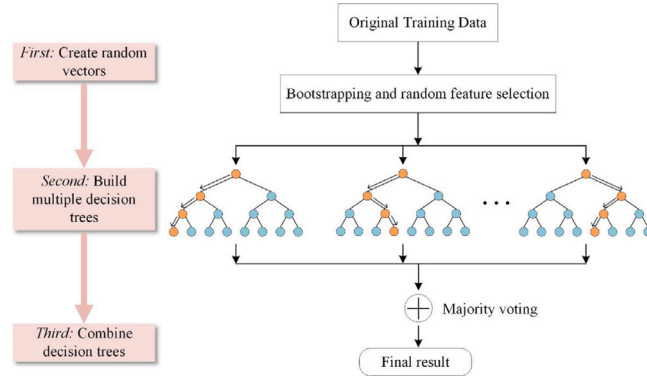 First: Create random
vectors
Second: Build
multiple decision
trees
Third: Combine
decision trees
Original Training Data
Bootstrapping and random feature selection
Majority voting
Final result